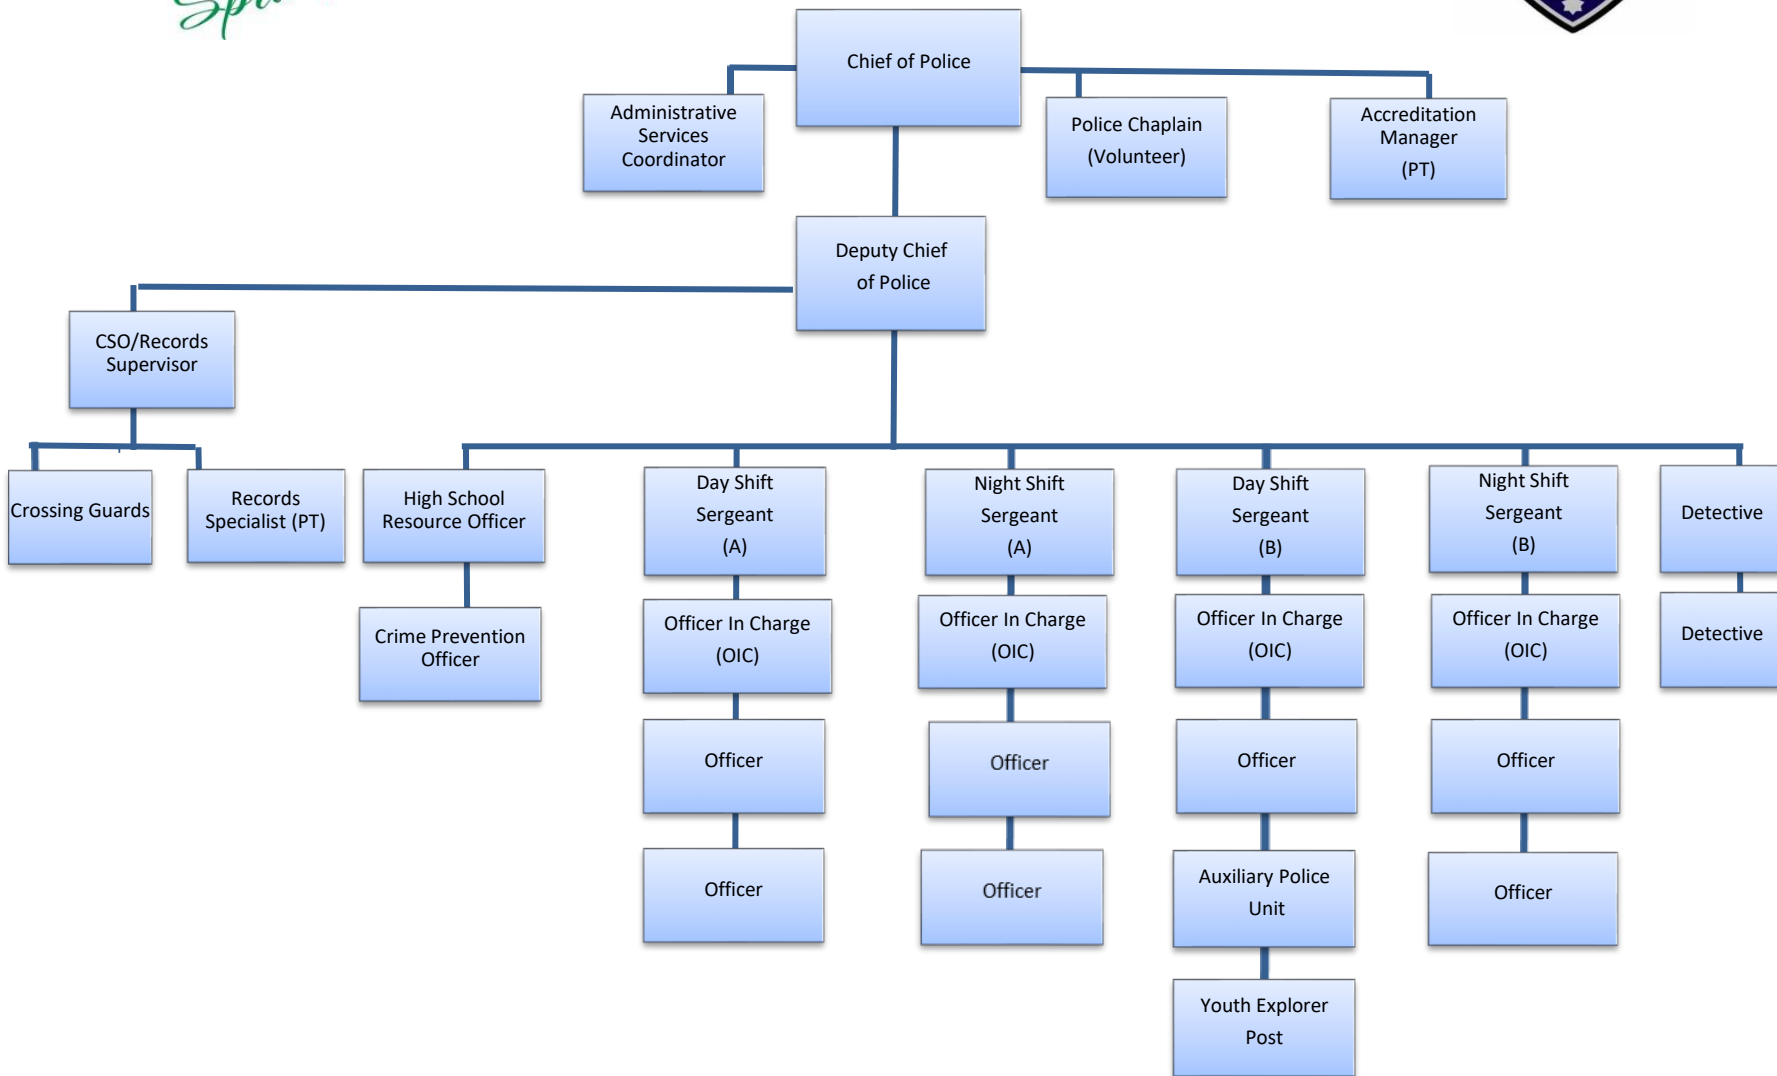 Chief of Police
Administrative
Services
Coordinator
Police Chaplain
(Volunteer)
Accreditation
Manager
(PT)
Deputy Chief
of Police
CSO/Records
Supervisor
Crossing Guards
Records
Specialist (PT)
High School
Resource Officer
Day Shift
Sergeant
(A)
Night Shift
Sergeant
(A)
Day Shift
Sergeant
(B)
Night Shift
Sergeant
(B)
Detective
Crime Prevention
Officer
Officer In Charge
(OIC)
Officer In Charge
(OIC)
Officer In Charge
(OIC)
Officer In Charge
(OIC)
Detective
Officer
Officer
Officer
Officer
Officer
Officer
Auxiliary Police
Unit
Officer
Youth Explorer
Post